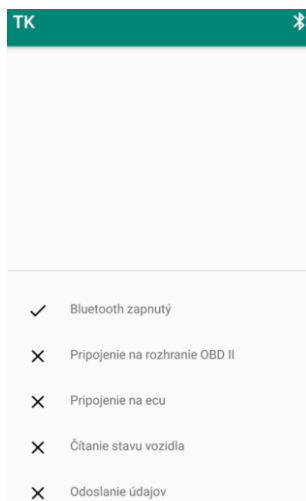 TK
Bluetooth zapnutý
Pripojenie na rozhranie OBD II
Pripojenie na ecu
Čítanie stavu vozidla
Odoslanie údajov